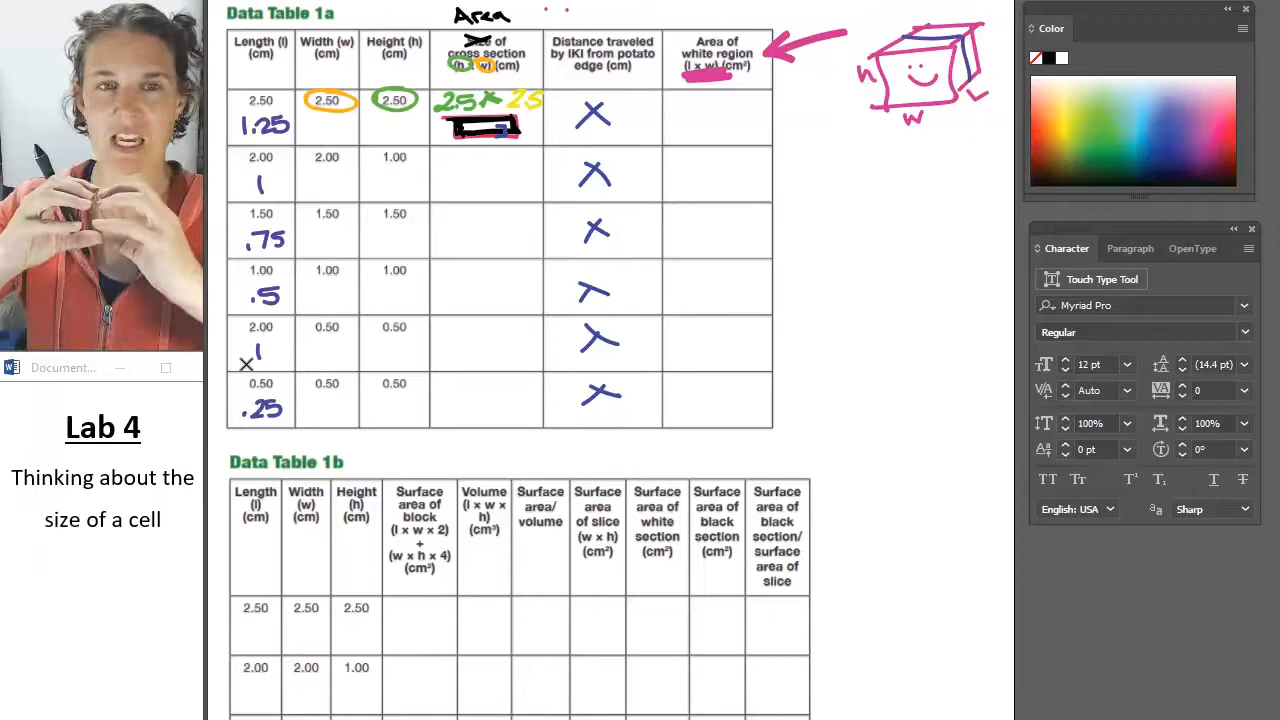 Data Table 1a
Area
Length (l)
(cm)
Width (w)
(cm)
Height (h)
(cm)
Size of
cross section
(h x w) (cm)
Distance traveled
by IKI from potato
edge (cm)
Area of
white region
(l x w) (cm²)
2.50 2.50 2.50 2.5 x 2.5 X
1.25
2.00 2.00 1.00 X
1
1.50 1.50 1.50 X
.75
1.00 1.00 1.00 X
.5
2.00 0.50 0.50 X
1
0.50 0.50 0.50 X
.25
h
w
L
Document...
Lab 4
Thinking about the
size of a cell
Data Table 1b
Length (l)
(cm)
Width
(w)
(cm)
Height
(h)
(cm)
Surface
area of
block
(l x w x 2)
+
(w x h x 4)
(cm²)
Volume
(l x w x
h)
(cm³)
Surface
area/
volume
Surface
area
of slice
(w x h)
(cm²)
Surface
area of
white
section
(cm²)
Surface
area of
black
section
(cm²)
Surface
area of
black
section/
surface
area of
slice
2.50 2.50 2.50
2.00 2.00 1.00
Color
Character Paragraph OpenType
Touch Type Tool
Myriad Pro
Regular
12 pt (14.4 pt)
Auto 0
100% 100%
0 pt 0°
English: USA Sharp